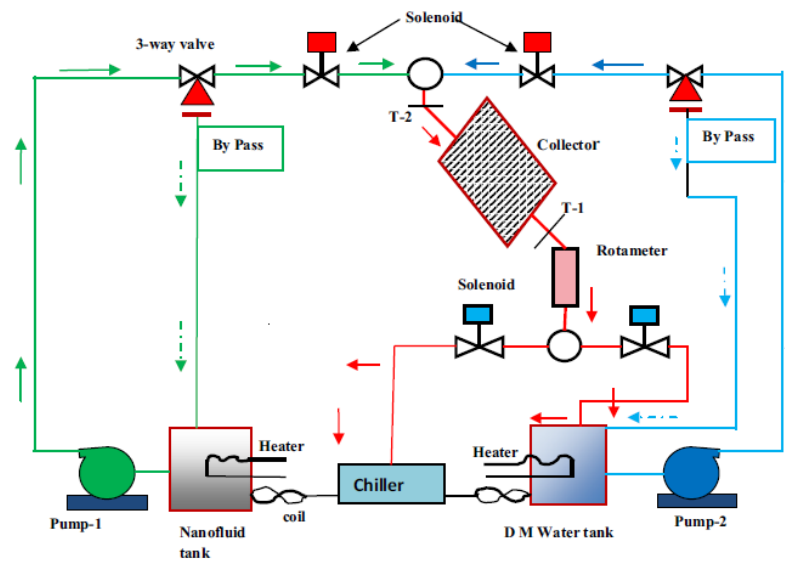 Solenoid
3-way valve
T-2
By Pass
By Pass
Collector
T-1
Rotameter
Solenoid
Heater
Heater
Chiller
coil
Pump-1
Nanofluid
tank
D M Water tank
Pump-2